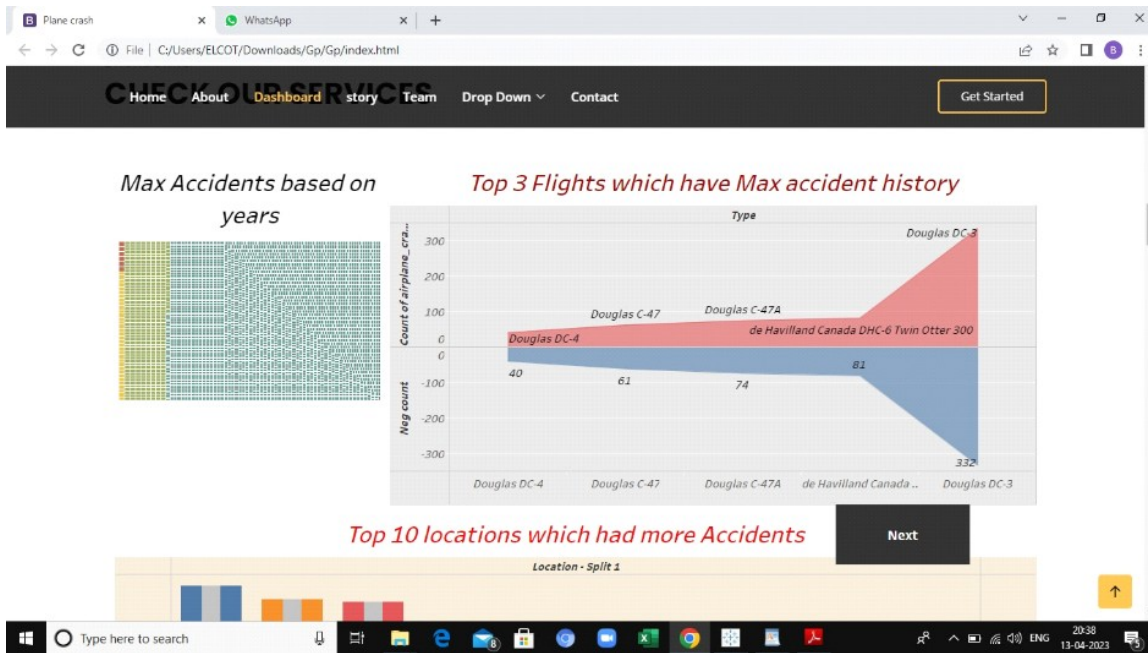 Plane crash
WhatsApp
File | C:/Users/ELCOT/Downloads/Gp/Gp/index.html
B
CHECK OUR SERVICES
Home About Dashboard story Team Drop Down Contact
Get Started
Max Accidents based on
years
Top 3 Flights which have Max accident history
Type
Count of airplane_cra...
300
200
100
0
Douglas DC-4
Douglas C-47
Douglas C-47A
de Havilland Canada DHC-6 Twin Otter 300
Douglas DC-3
Neg count
0
-100
-200
-300
40
61
74
81
332
Douglas DC-4 Douglas C-47 Douglas C-47A de Havilland Canada .. Douglas DC-3
Top 10 locations which had more Accidents
Next
Location - Split 1
Type here to search
ENG
20:38
13-04-2023